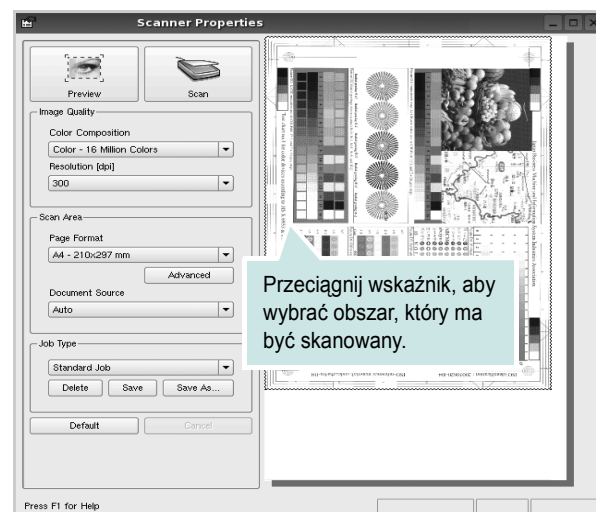 Scanner Properties
Preview
Scan
Image Quality
Color Composition
Color - 16 Million Colors
Resolution [dpi]
300
Scan Area
Page Format
A4 - 210x297 mm
Advanced
Document Source
Auto
Job Type
Standard Job
Delete
Save
Save As...
Default
Cancel
Press F1 for Help
Przeciągnij wskaźnik, aby
wybrać obszar, który ma
być skanowany.